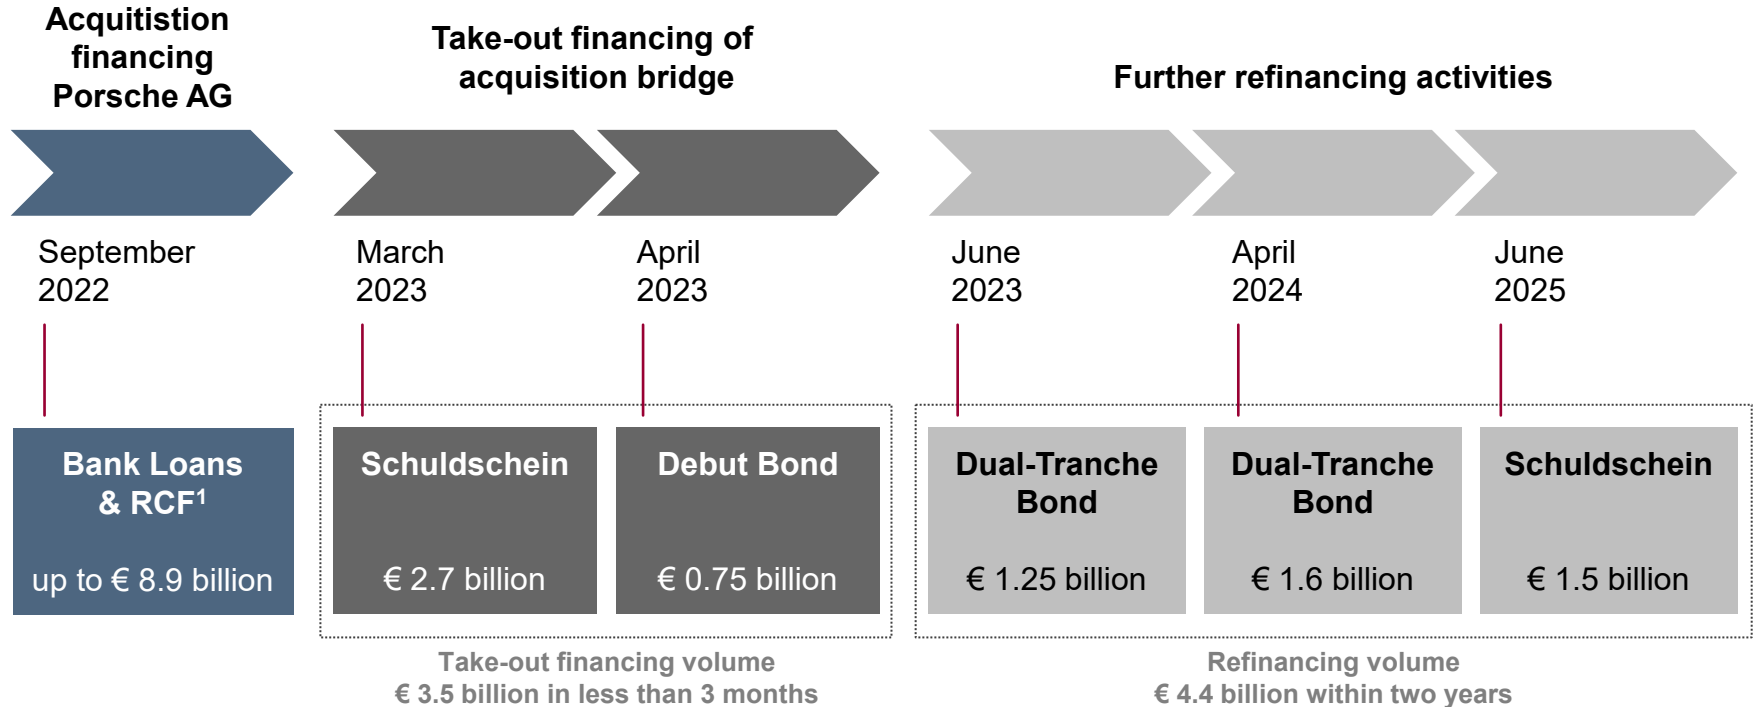 Acquitistion
financing
Porsche AG
Take-out financing of
acquisition bridge
Further refinancing activities
September
2022
March
2023
April
2023
June
2023
April
2024
June
2025
Bank Loans
& RCF¹
up to € 8.9 billion
Schuldschein
€ 2.7 billion
Debut Bond
€ 0.75 billion
Dual-Tranche
Bond
€ 1.25 billion
Dual-Tranche
Bond
€ 1.6 billion
Schuldschein
€ 1.5 billion
Take-out financing volume
€ 3.5 billion in less than 3 months
Refinancing volume
€ 4.4 billion within two years